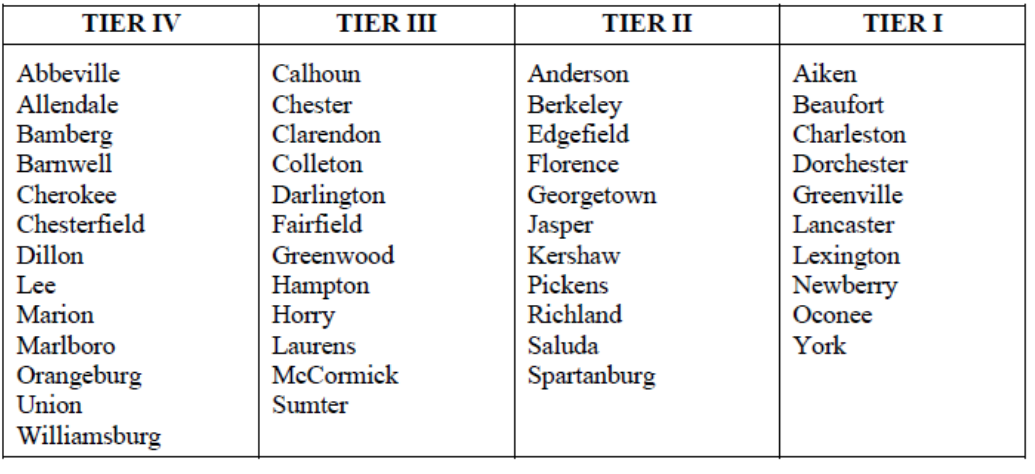 TIER IV TIER III TIER II TIER I
Abbeville Calhoun Anderson Aiken
Allendale Chester Berkeley Beaufort
Bamberg Clarendon Edgefield Charleston
Barnwell Colleton Florence Dorchester
Cherokee Darlington Georgetown Greenville
Chesterfield Fairfield Jasper Lancaster
Dillon Greenwood Kershaw Lexington
Lee Hampton Pickens Newberry
Marion Horry Richland Oconee
Marlboro Laurens Saluda York
Orangeburg McCormick Spartanburg
Union Sumter
Williamsburg